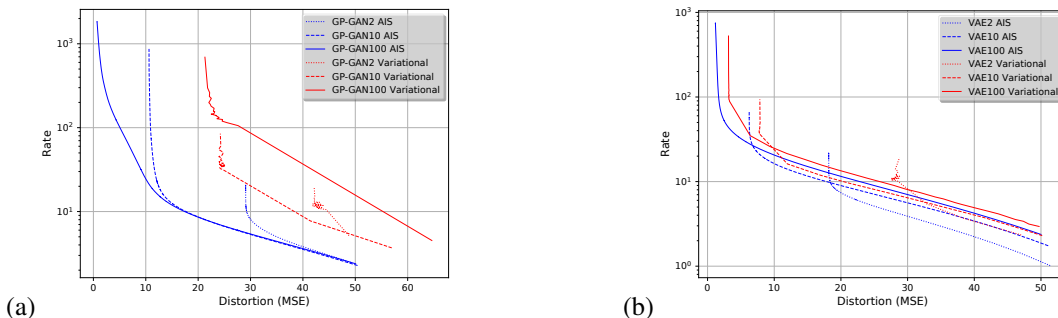 GP-GAN2 AIS
GP-GAN10 AIS
GP-GAN100 AIS
GP-GAN2 Variational
GP-GAN10 Variational
GP-GAN100 Variational
10³
10²
10¹
Rate
0 10 20 30 40 50 60
Distortion (MSE)
(a)
VAE2 AIS
VAE10 AIS
VAE100 AIS
VAE2 Variational
VAE10 Variational
VAE100 Variational
10³
10²
10¹
10⁰
Rate
0 10 20 30 40 50
Distortion (MSE)
(b)